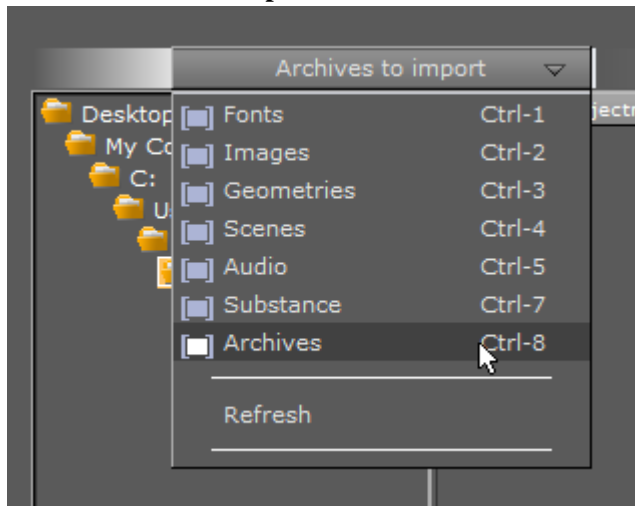 Archives to import
Desktop
Fonts Ctrl-1
My Co
Images Ctrl-2
C:
Geometries Ctrl-3
Scenes Ctrl-4
Audio Ctrl-5
Substance Ctrl-7
Archives Ctrl-8
Refresh